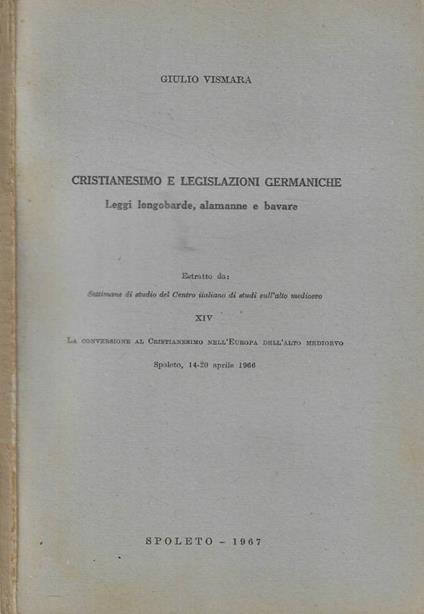 GIULIO VISMARA
CRISTIANESIMO E LEGISLAZIONI GERMANICHE
Leggi longobarde, alamanne e bavare
Estratto da:
Settimane di studio del Centro italiano di studi sull'alto medioevo
XIV
LA CONVERSIONE AL CRISTIANESIMO NELL'EUROPA DELL'ALTO MEDIOEVO
Spoleto, 14-20 aprile 1966
SPOLETO - 1967